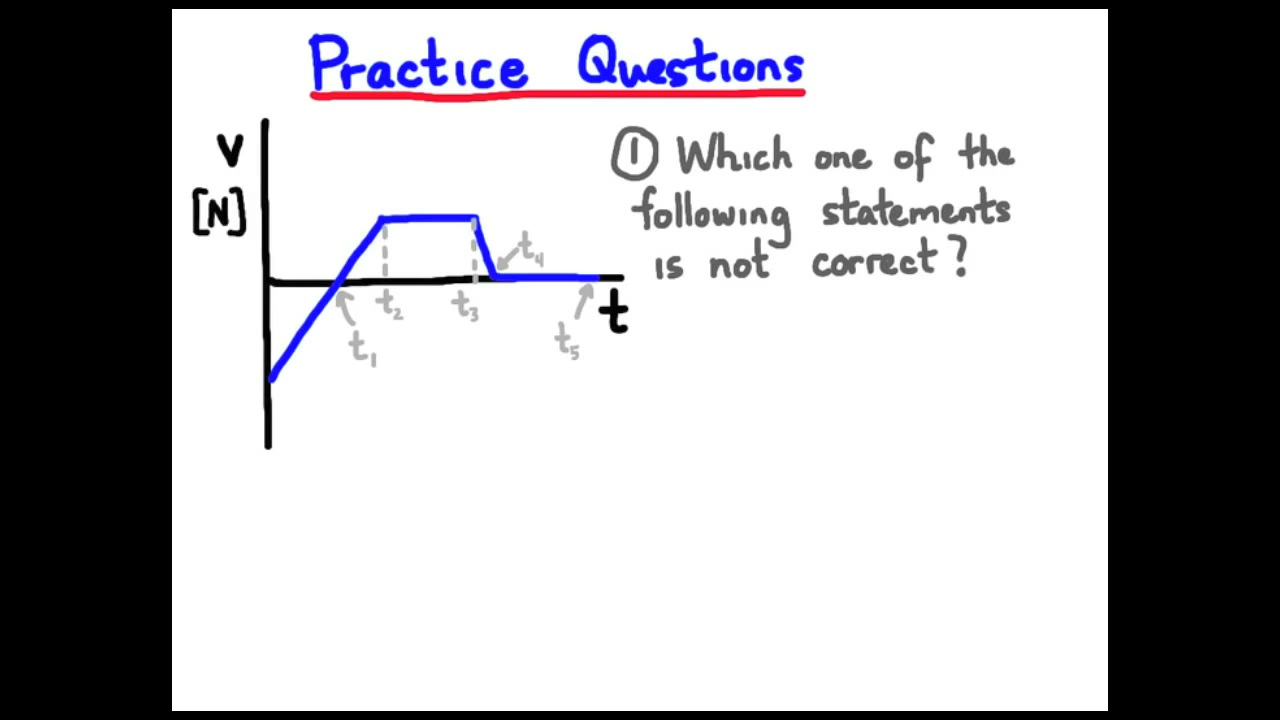 Practice Questions
V
[N]
① Which one of the
following statements
is not correct?
t₄
t₂
t₃
t
t₁
t₅